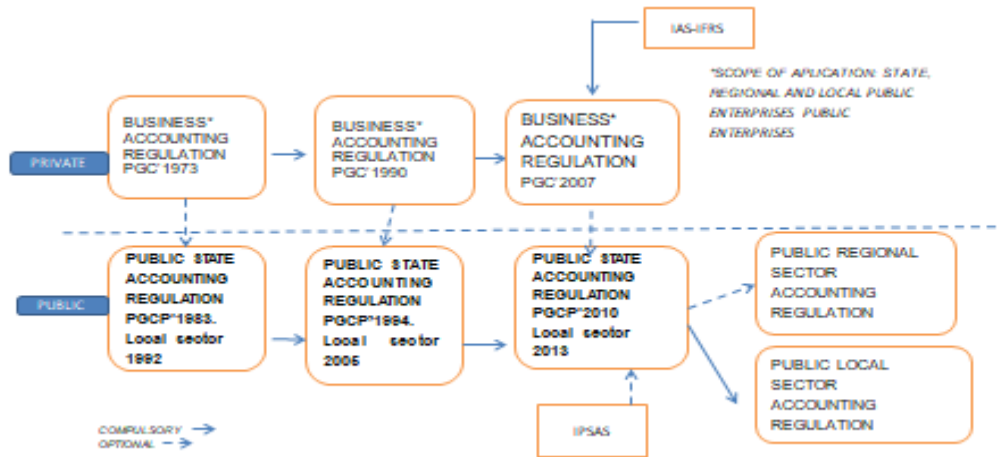 IAS-IFRS
*SCOPE OF APLICATION: STATE,
REGIONAL AND LOCAL PUBLIC
ENTERPRISES PUBLIC
ENTERPRISES
PRIVATE
BUSINESS*
ACCOUNTING
REGULATION
PGC'1973
BUSINESS*
ACCOUNTING
REGULATION
PGC'1990
BUSINESS*
ACCOUNTING
REGULATION
PGC'2007
PUBLIC
PUBLIC STATE
ACCOUNTING
REGULATION
PGCP"1983.
Local sector
1992
PUBLIC STATE
ACCOUNTING
REGULATION
PGCP"1994.
Local sector
2005
PUBLIC STATE
ACCOUNTING
REGULATION
PGCP"2010
Local sector
2013
PUBLIC REGIONAL
SECTOR
ACCOUNTING
REGULATION
PUBLIC LOCAL
SECTOR
ACCOUNTING
REGULATION
IPSAS
COMPULSORY
OPTIONAL